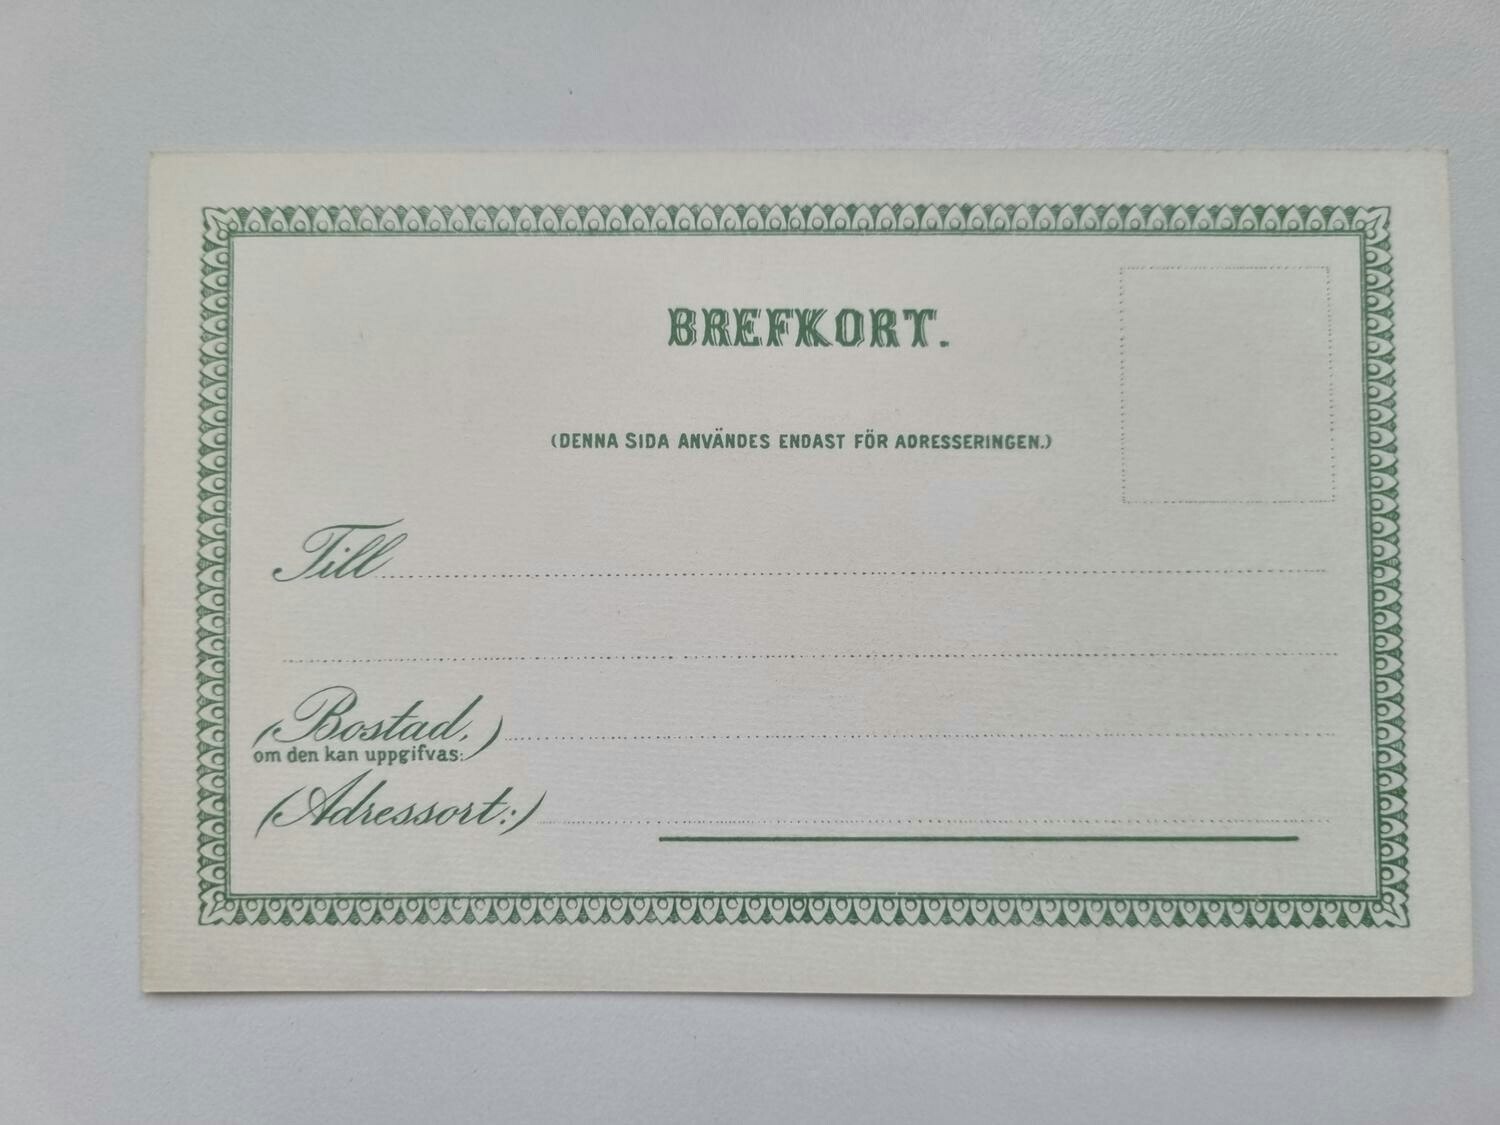 BREFKORT.
(DENNA SIDA ANVÄNDES ENDAST FÖR ADRESSERINGEN.)
Till
(Bostad,)
om den kan uppgifvas:
(Adressort:)